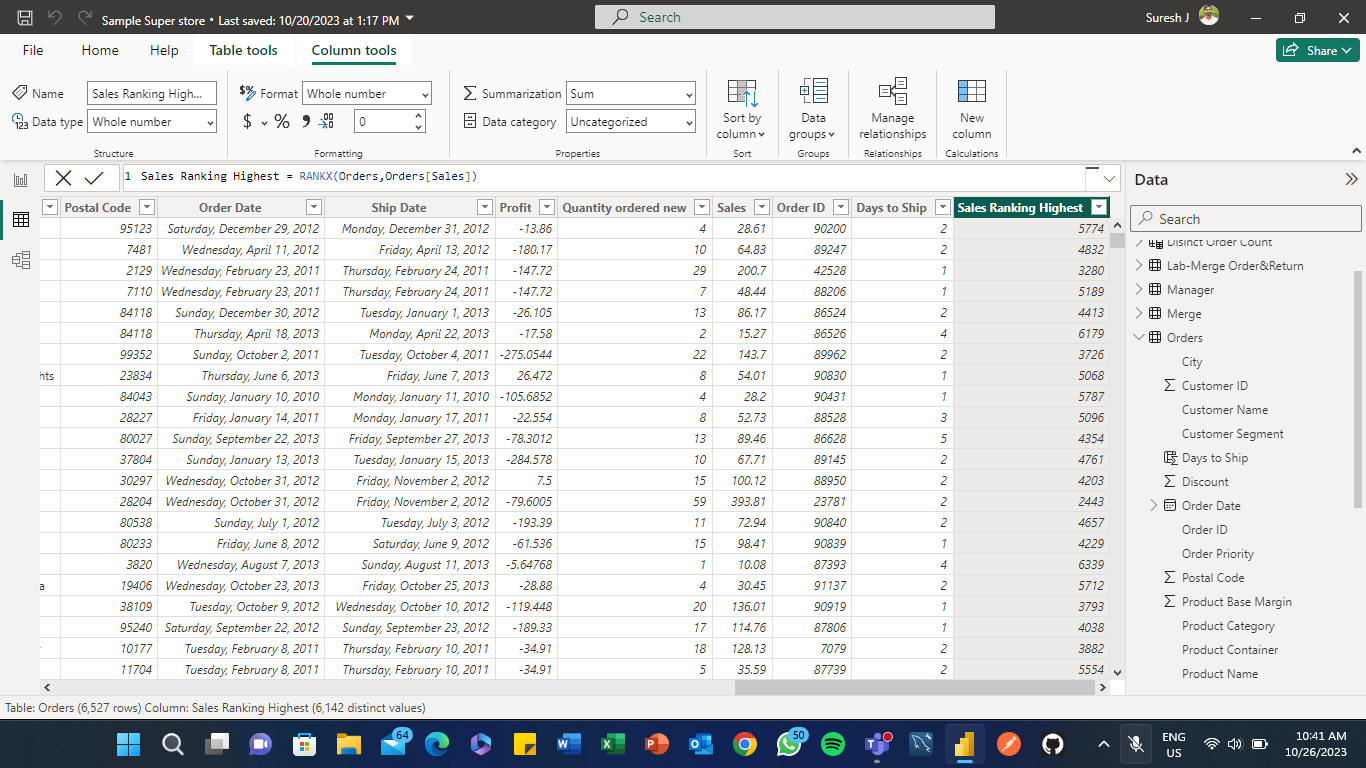 Sample Super store • Last saved: 10/20/2023 at 1:17 PM
Search
Suresh J
File Home Help Table tools Column tools
Share
Name Sales Ranking High...
Data type Whole number
Structure
$% Format Whole number
$ % 9 .00 0
Formatting
Summarization Sum
Data category Uncategorized
Properties
Sort by column
Sort
Data groups
Groups
Manage relationships
Relationships
New column
Calculations
1 Sales Ranking Highest = RANKX(Orders,Orders[Sales])
Postal Code Order Date Ship Date Profit Quantity ordered new Sales Order ID Days to Ship Sales Ranking Highest
95123 Saturday, December 29, 2012 Monday, December 31, 2012 -13.86 4 28.61 90200 2 5774
7481 Wednesday, April 11, 2012 Friday, April 13, 2012 -180.17 10 64.83 89247 2 4832
2129 Wednesday, February 23, 2011 Thursday, February 24, 2011 -147.72 29 200.7 42528 1 3280
7110 Wednesday, February 23, 2011 Thursday, February 24, 2011 -147.72 7 48.44 88206 1 5189
84118 Sunday, December 30, 2012 Tuesday, January 1, 2013 -26.105 13 86.17 86524 2 4413
84118 Thursday, April 18, 2013 Monday, April 22, 2013 -17.58 2 15.27 86526 4 6179
99352 Sunday, October 2, 2011 Tuesday, October 4, 2011 -275.0544 22 143.7 89962 2 3726
hts 23834 Thursday, June 6, 2013 Friday, June 7, 2013 26.472 8 54.01 90830 1 5068
84043 Sunday, January 10, 2010 Monday, January 11, 2010 -105.6852 4 28.2 90431 1 5787
28227 Friday, January 14, 2011 Monday, January 17, 2011 -22.554 8 52.73 88528 3 5096
80027 Sunday, September 22, 2013 Friday, September 27, 2013 -78.3012 13 89.46 86628 5 4354
37804 Sunday, January 13, 2013 Tuesday, January 15, 2013 -284.578 10 67.71 89145 2 4761
30297 Wednesday, October 31, 2012 Friday, November 2, 2012 7.5 15 100.12 88950 2 4203
28204 Wednesday, October 31, 2012 Friday, November 2, 2012 -79.6005 59 393.81 23781 2 2443
80538 Sunday, July 1, 2012 Tuesday, July 3, 2012 -193.39 11 72.94 90840 2 4657
80233 Friday, June 8, 2012 Saturday, June 9, 2012 -61.536 15 98.41 90839 1 4229
3820 Wednesday, August 7, 2013 Sunday, August 11, 2013 -5.64768 1 10.08 87393 4 6339
a 19406 Wednesday, October 23, 2013 Friday, October 25, 2013 -28.88 4 30.45 91137 2 5712
38109 Tuesday, October 9, 2012 Wednesday, October 10, 2012 -119.448 20 136.01 90919 1 3793
95240 Saturday, September 22, 2012 Sunday, September 23, 2012 -189.33 17 114.76 87806 1 4038
10177 Tuesday, February 8, 2011 Thursday, February 10, 2011 -34.91 18 128.13 7079 2 3882
11704 Tuesday, February 8, 2011 Thursday, February 10, 2011 -34.91 5 35.59 87739 2 5554
Data
Search
Disinct Order Count
Lab-Merge Order&Return
Manager
Merge
Orders
City
Customer ID
Customer Name
Customer Segment
Days to Ship
Discount
Order Date
Order ID
Order Priority
Postal Code
Product Base Margin
Product Category
Product Container
Product Name
Table: Orders (6,527 rows) Column: Sales Ranking Highest (6,142 distinct values)
64
50
ENG
US
10:41 AM
10/26/2023